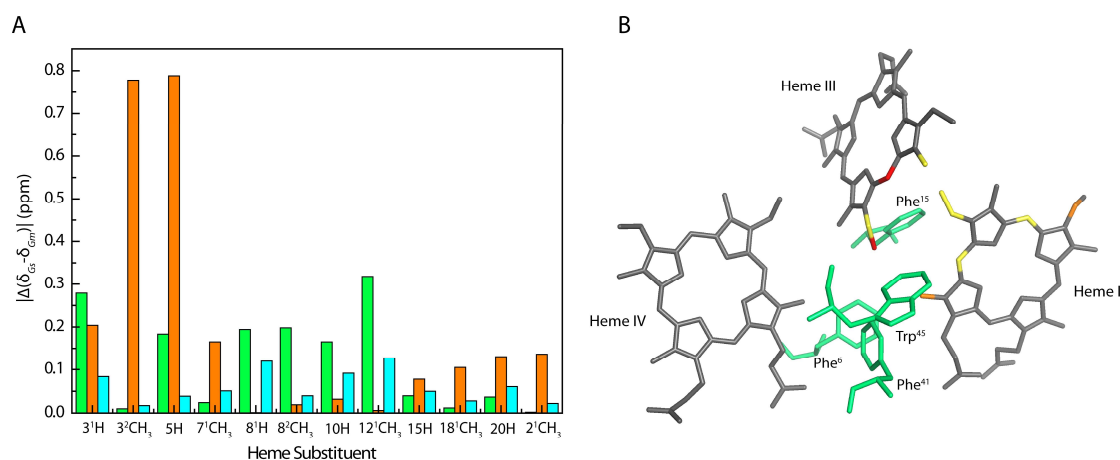 A
B
|Δ(δGs-δGm)| (ppm)
0.8
0.7
0.6
0.5
0.4
0.3
0.2
0.1
0.0
3¹H 3²CH₃ 5H 7¹CH₃ 8¹H 8²CH₃ 10H 12¹CH₃ 15H 18¹CH₃ 20H 2¹CH₃
Heme Substituent
Heme III
Phe¹⁵
Heme I
Heme IV
Trp⁴⁵
Phe⁶
Phe⁴¹